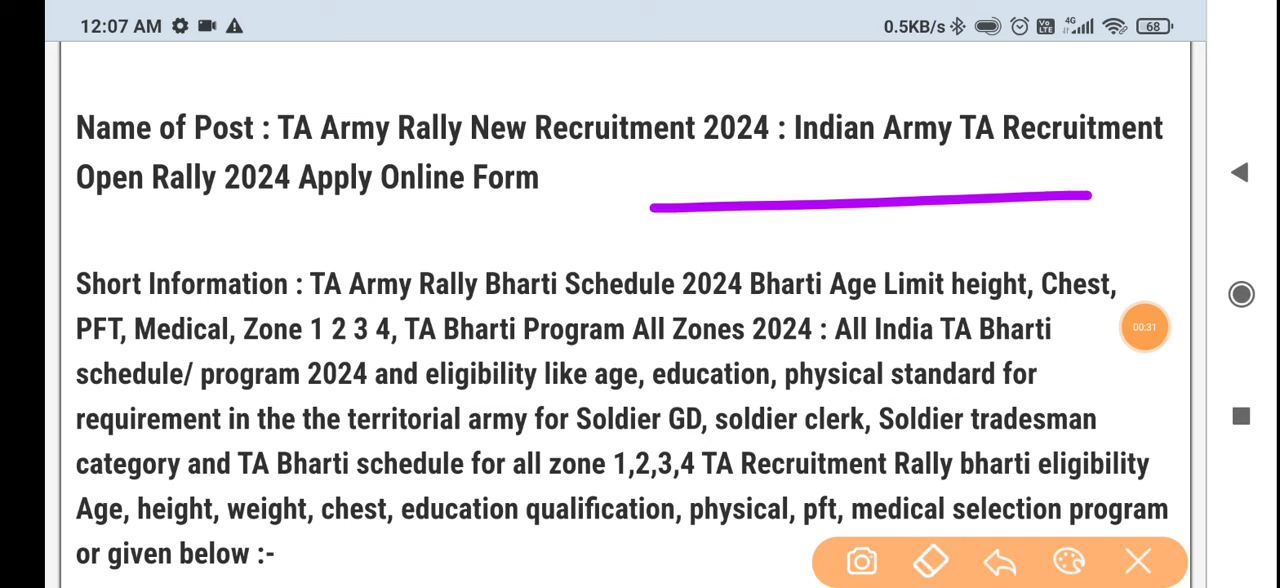 12:07 AM 0.5KB/s Vo LTE 4G 68
Name of Post : TA Army Rally New Recruitment 2024 : Indian Army TA Recruitment
Open Rally 2024 Apply Online Form
Short Information : TA Army Rally Bharti Schedule 2024 Bharti Age Limit height, Chest,
PFT, Medical, Zone 1 2 3 4, TA Bharti Program All Zones 2024 : All India TA Bharti
00:31
schedule/ program 2024 and eligibility like age, education, physical standard for
requirement in the the territorial army for Soldier GD, soldier clerk, Soldier tradesman
category and TA Bharti schedule for all zone 1,2,3,4 TA Recruitment Rally bharti eligibility
Age, height, weight, chest, education qualification, physical, pft, medical selection program
or given below :-